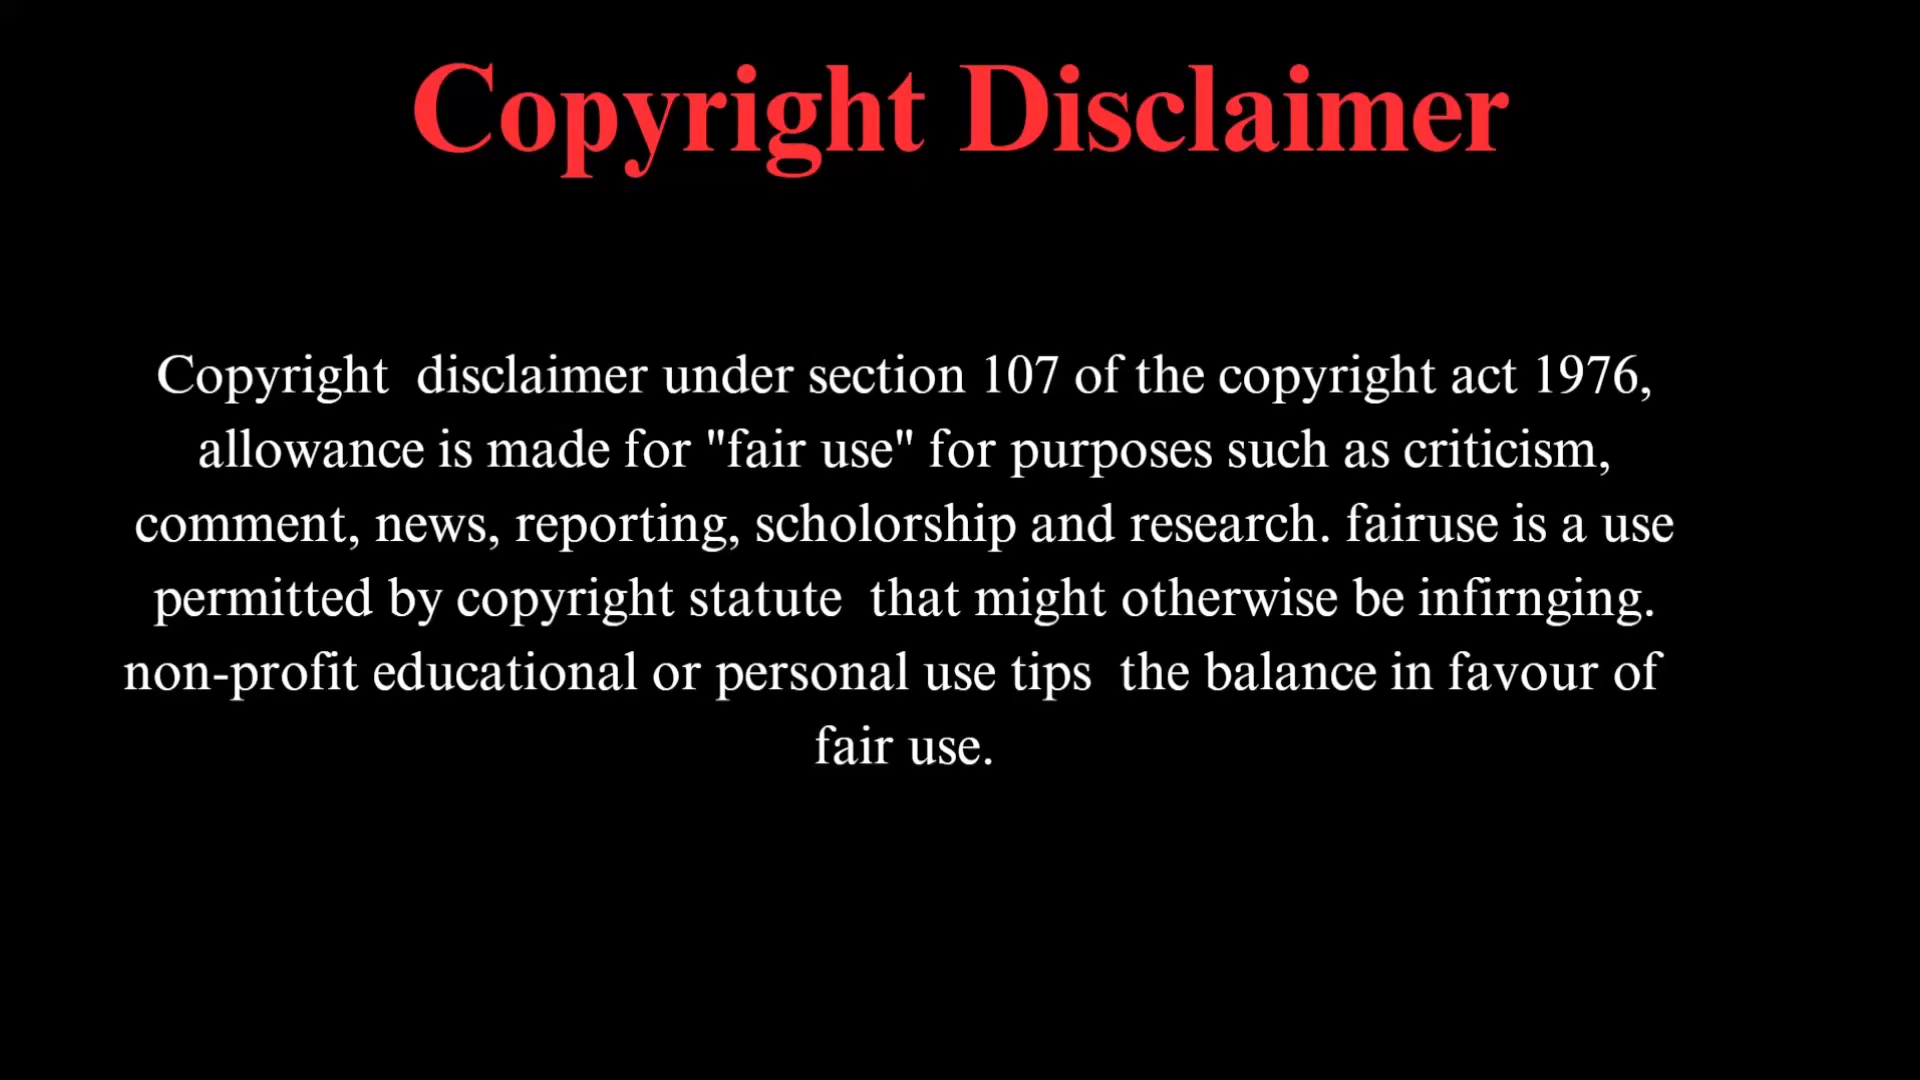 Copyright Disclaimer
Copyright  disclaimer under section 107 of the copyright act 1976,
allowance is made for "fair use" for purposes such as criticism,
comment, news, reporting, scholorship and research. fairuse is a use
permitted by copyright statute  that might otherwise be infirnging.
non-profit educational or personal use tips  the balance in favour of
fair use.